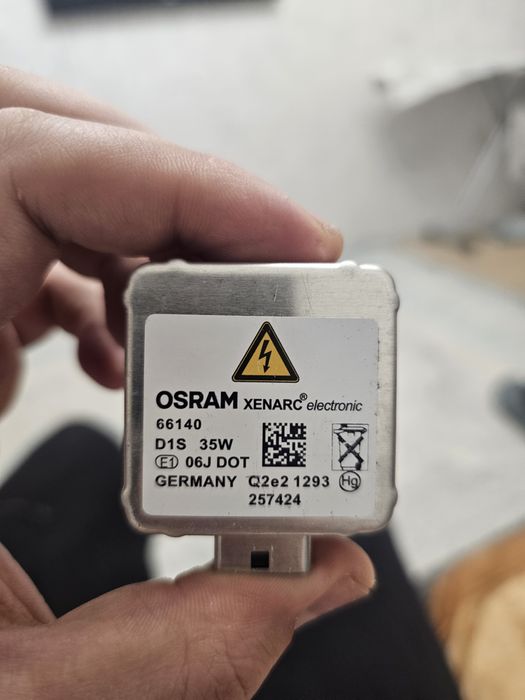 OSRAM XENARC® electronic
66140
D1S 35W
E1 06J DOT
GERMANY Q2e2 1293 Hg
257424